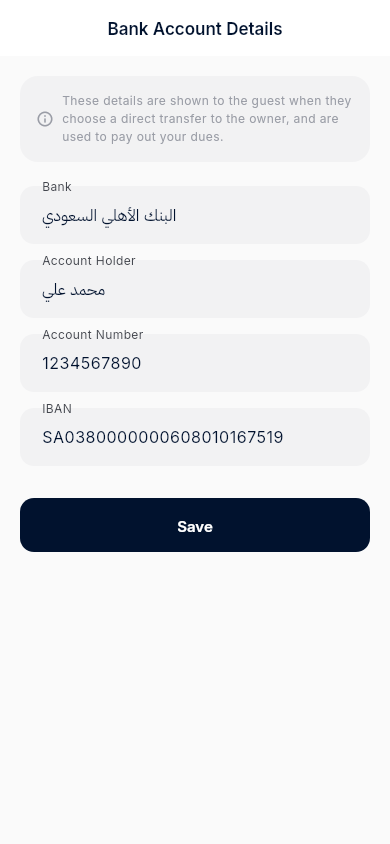 Bank Account Details
These details are shown to the guest when they
choose a direct transfer to the owner, and are
used to pay out your dues.
Bank
البنك الأهلي السعودي
Account Holder
محمد علي
Account Number
1234567890
IBAN
SA0380000000608010167519
Save